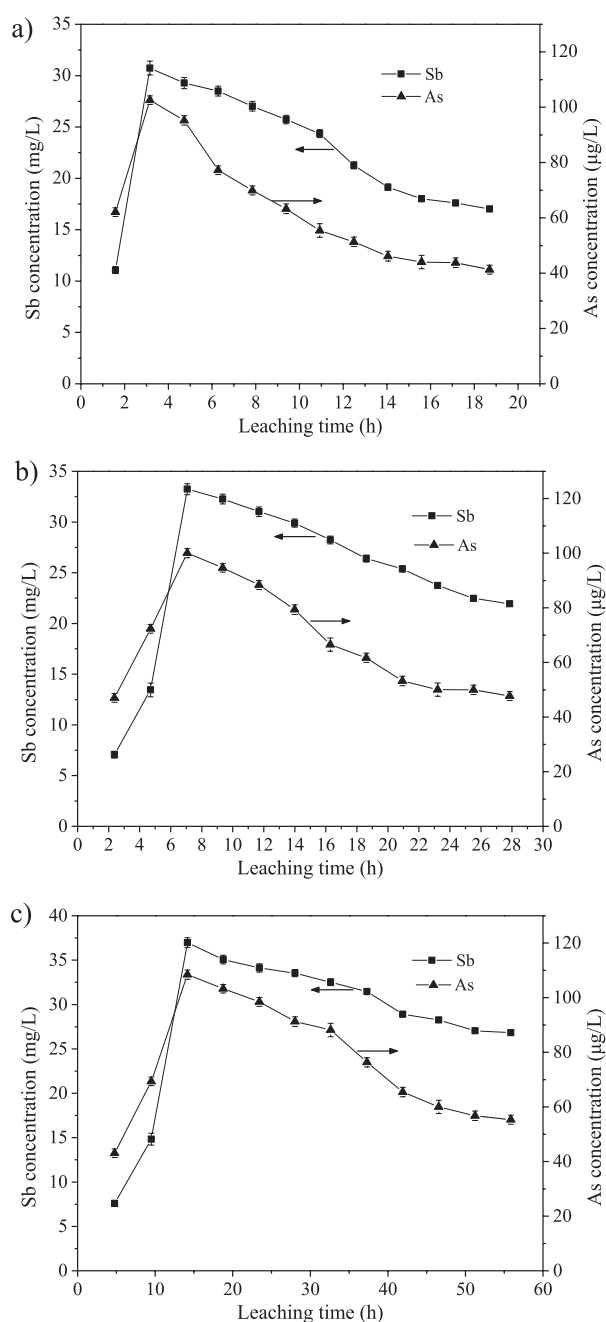 a)
35
30
25
20
15
10
5
0
Sb concentration (mg/L)
120
100
80
60
40
20
0
As concentration (µg/L)
Sb
As
0 2 4 6 8 10 12 14 16 18 20
Leaching time (h)
b)
35
30
25
20
15
10
5
0
Sb concentration (mg/L)
120
100
80
60
40
20
0
As concentration (µg/L)
Sb
As
0 2 4 6 8 10 12 14 16 18 20 22 24 26 28 30
Leaching time (h)
c)
40
35
30
25
20
15
10
5
0
Sb concentration (mg/L)
120
100
80
60
40
20
0
As concentration (µg/L)
Sb
As
0 10 20 30 40 50 60
Leaching time (h)